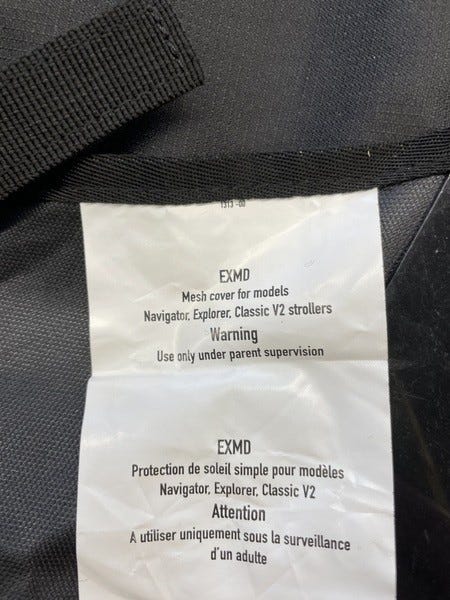 EXMD
Mesh cover for models
Navigator, Explorer, Classic V2 strollers
Warning
Use only under parent supervision
EXMD
Protection de soleil simple pour modèles
Navigator, Explorer, Classic V2
Attention
A utiliser uniquement sous la surveillance
d'un adulte